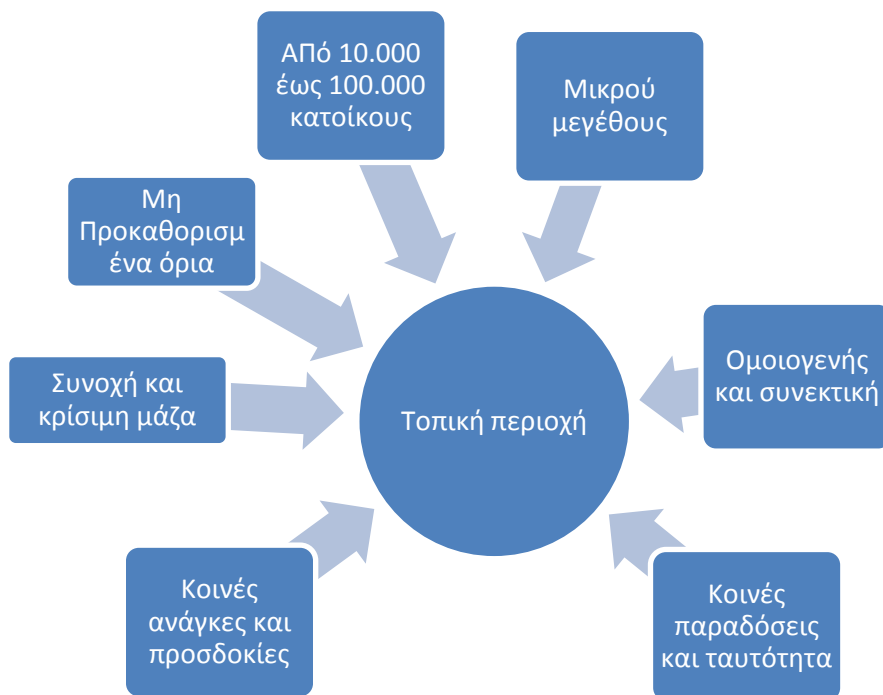 ΑΠό 10.000
έως 100.000
κατοίκους
Μικρού
μεγέθους
Μη
Προκαθορισμ
ένα όρια
Ομοιογενής
και συνεκτική
Συνοχή και
κρίσιμη μάζα
Τοπική περιοχή
Κοινές
ανάγκες και
προσδοκίες
Κοινές
παραδόσεις
και ταυτότητα